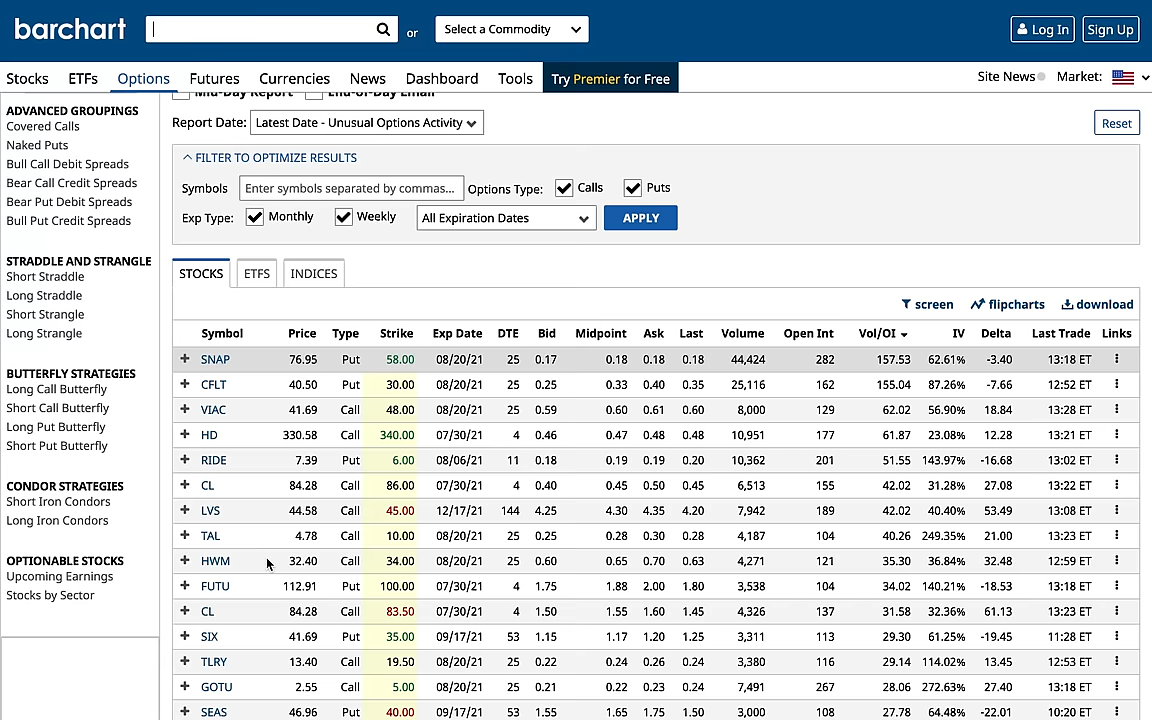 barchart or Select a Commodity Log In Sign Up
Stocks ETFs Options Futures Currencies News Dashboard Tools Try Premier for Free Site News Market:
Mid-Day Report End-of-Day Email
Report Date: Latest Date - Unusual Options Activity Reset
FILTER TO OPTIMIZE RESULTS
Symbols Enter symbols separated by commas... Options Type: Calls Puts
Exp Type: Monthly Weekly All Expiration Dates APPLY
ADVANCED GROUPINGS
Covered Calls
Naked Puts
Bull Call Debit Spreads
Bear Call Credit Spreads
Bear Put Debit Spreads
Bull Put Credit Spreads
STRADDLE AND STRANGLE
Short Straddle
Long Straddle
Short Strangle
Long Strangle
BUTTERFLY STRATEGIES
Long Call Butterfly
Short Call Butterfly
Long Put Butterfly
Short Put Butterfly
CONDOR STRATEGIES
Short Iron Condors
Long Iron Condors
OPTIONABLE STOCKS
Upcoming Earnings
Stocks by Sector
STOCKS ETFS INDICES
screen flipcharts download
Symbol Price Type Strike Exp Date DTE Bid Midpoint Ask Last Volume Open Int Vol/OI IV Delta Last Trade Links
+ SNAP 76.95 Put 58.00 08/20/21 25 0.17 0.18 0.18 0.18 44,424 282 157.53 62.61% -3.40 13:18 ET
+ CFLT 40.50 Put 30.00 08/20/21 25 0.25 0.33 0.40 0.35 25,116 162 155.04 87.26% -7.66 12:52 ET
+ VIAC 41.69 Call 48.00 08/20/21 25 0.59 0.60 0.61 0.60 8,000 129 62.02 56.90% 18.84 13:28 ET
+ HD 330.58 Call 340.00 07/30/21 4 0.46 0.47 0.48 0.48 10,951 177 61.87 23.08% 12.28 13:21 ET
+ RIDE 7.39 Put 6.00 08/06/21 11 0.18 0.19 0.19 0.20 10,362 201 51.55 143.97% -16.68 13:02 ET
+ CL 84.28 Call 86.00 07/30/21 4 0.40 0.45 0.50 0.45 6,513 155 42.02 31.28% 27.08 13:22 ET
+ LVS 44.58 Call 45.00 12/17/21 144 4.25 4.30 4.35 4.20 7,942 189 42.02 40.40% 53.49 13:08 ET
+ TAL 4.78 Call 10.00 08/20/21 25 0.25 0.28 0.30 0.28 4,187 104 40.26 249.35% 21.00 13:23 ET
+ HWM 32.40 Call 34.00 08/20/21 25 0.60 0.65 0.70 0.63 4,271 121 35.30 36.84% 32.48 12:59 ET
+ FUTU 112.91 Put 100.00 07/30/21 4 1.75 1.88 2.00 1.80 3,538 104 34.02 140.21% -18.53 13:18 ET
+ CL 84.28 Call 83.50 07/30/21 4 1.50 1.55 1.60 1.45 4,326 137 31.58 32.36% 61.13 13:23 ET
+ SIX 41.69 Put 35.00 09/17/21 53 1.15 1.17 1.20 1.25 3,311 113 29.30 61.25% -19.45 11:28 ET
+ TLRY 13.40 Call 19.50 08/20/21 25 0.22 0.24 0.26 0.24 3,380 116 29.14 114.02% 13.45 12:53 ET
+ GOTU 2.55 Call 5.00 08/20/21 25 0.21 0.22 0.23 0.24 7,491 267 28.06 272.63% 27.40 13:18 ET
+ SEAS 46.96 Put 40.00 09/17/21 53 1.55 1.65 1.75 1.50 3,000 108 27.78 64.48% -22.01 10:20 ET